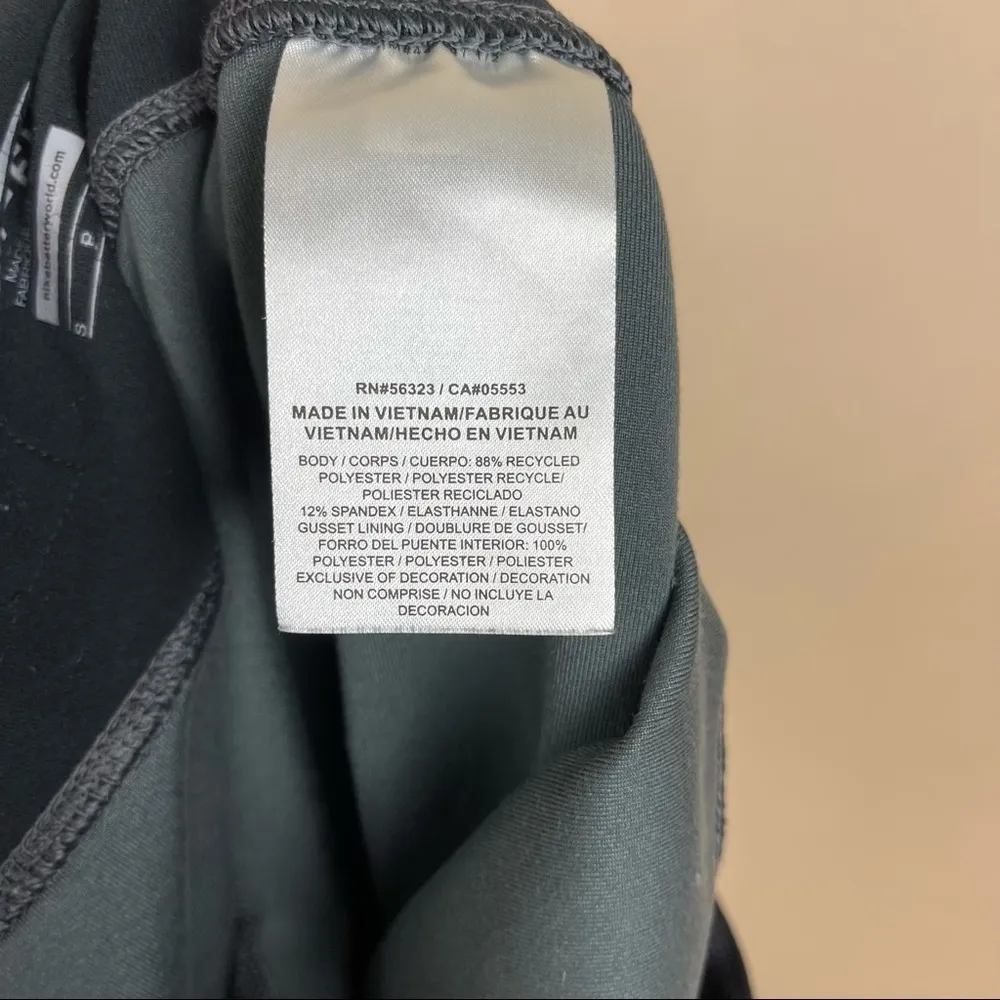 nikebetterworld.com
P
S
RN#56323 / CA#05553
MADE IN VIETNAM/FABRIQUE AU
VIETNAM/HECHO EN VIETNAM
BODY / CORPS / CUERPO: 88% RECYCLED
POLYESTER / POLYESTER RECYCLE/
POLIESTER RECICLADO
12% SPANDEX / ELASTHANNE / ELASTANO
GUSSET LINING / DOUBLURE DE GOUSSET/
FORRO DEL PUENTE INTERIOR: 100%
POLYESTER / POLYESTER / POLIESTER
EXCLUSIVE OF DECORATION / DECORATION
NON COMPRISE / NO INCLUYE LA
DECORACION